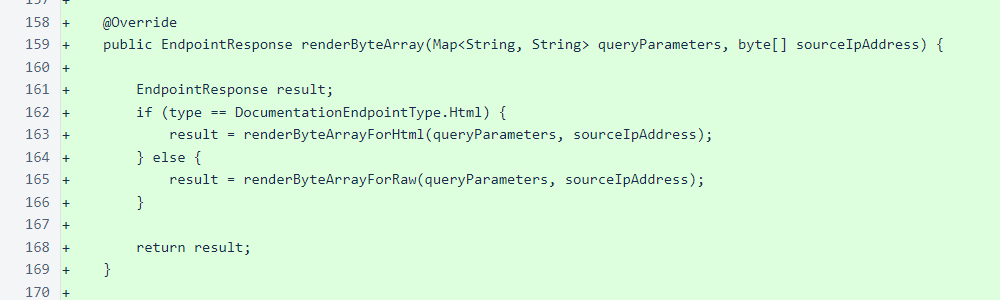 158 +     @Override
159 +     public EndpointResponse renderByteArray(Map<String, String> queryParameters, byte[] sourceIpAddress) {
160 +
161 +         EndpointResponse result;
162 +         if (type == DocumentationEndpointType.Html) {
163 +             result = renderByteArrayForHtml(queryParameters, sourceIpAddress);
164 +         } else {
165 +             result = renderByteArrayForRaw(queryParameters, sourceIpAddress);
166 +         }
167 +
168 +         return result;
169 +     }
170 +